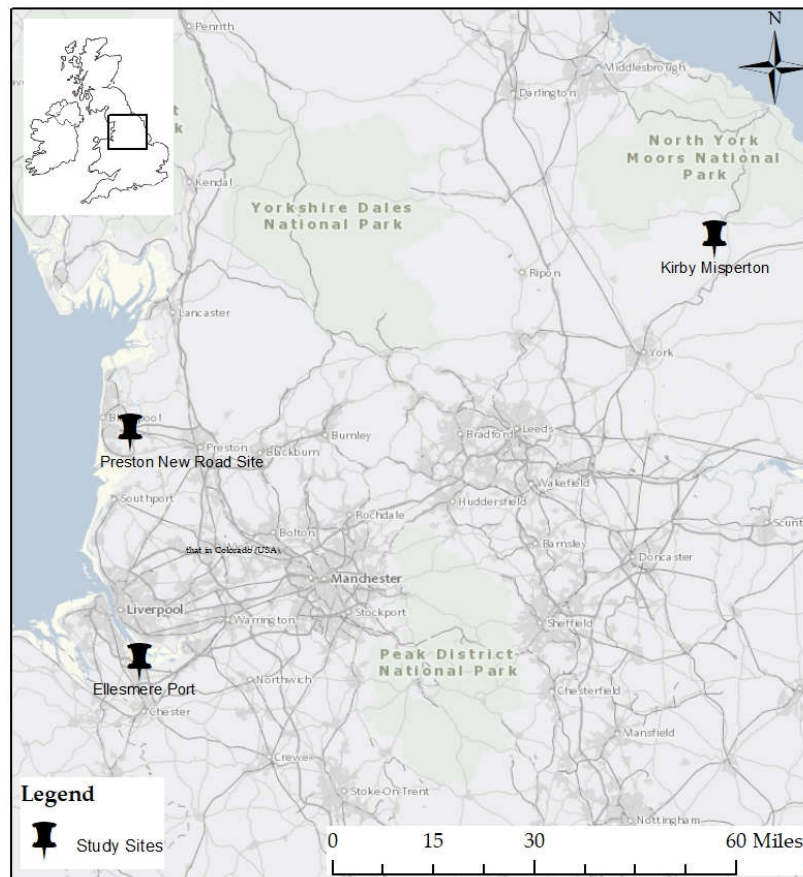 Penrith
N
Middlesbrough
Darlington
North York
Moors National
Park
Kendal
Yorkshire Dales
National Park
Kirby Misperton
Ripon
Lancaster
York
Preston
Burnley
Bradford
Leeds
Blackburn
Preston New Road Site
Wakefield
Southport
Huddersfield
Rochdale
Bolton
Barnsley
that in Colorado (USA)
Doncaster
Manchester
Liverpool
Stockport
Warrington
Sheffield
Peak District
National Park
Northwich
Ellesmere Port
Chesterfield
Chester
Mansfield
Crewe
Stoke-On-Trent
Legend
Study Sites
Nottingham
0 15 30 60 Miles